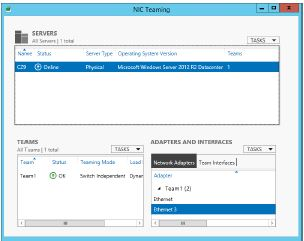 NIC Teaming
SERVERS
All Servers | 1 total
TASKS
Name Status Server Type Operating System Version Teams
CZ9 Online Physical Microsoft Windows Server 2012 R2 Datacenter 1
TEAMS
All Teams | 1 total
TASKS
Team Status Teaming Mode Load
Team1 OK Switch Independent Dynam
ADAPTERS AND INTERFACES
TASKS
Network Adapters Team Interfaces
Adapter
Team1 (2)
Ethernet
Ethernet 3